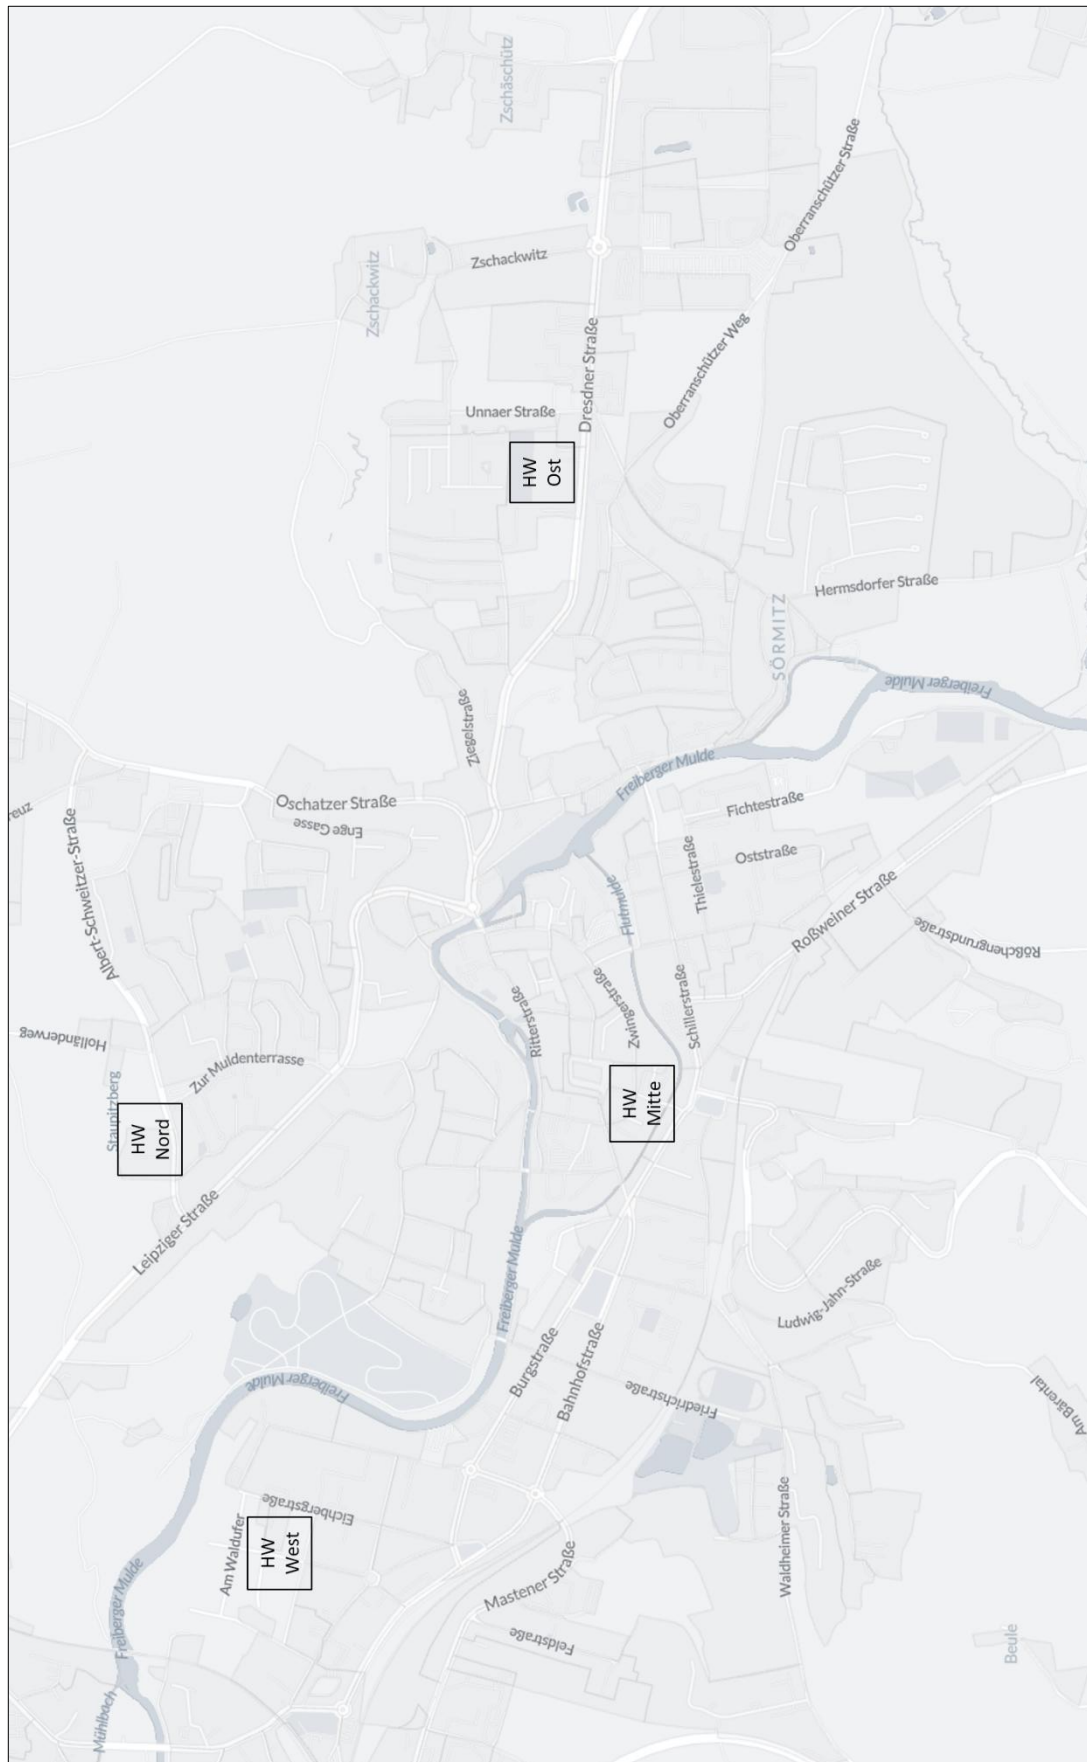 Zschäschütz
Zschackwitz
Zschackwitz
Oberranschützer Straße
Oberranschützer Weg
Unnaer Straße
Dresdner Straße
HW
Ost
Hermsdorfer Straße
SÖRMITZ
Freiberger Mulde
Freiberger Mulde
Ziegelstraße
Oschatzer Straße
Enge Gasse
reuz
Albert-Schweitzer-Straße
Fichtestraße
Oststraße
Thielestraße
Flutmulde
Roßweiner Straße
Rößchengrundstraße
Zwingerstraße
Schillerstraße
Ritterstraße
Holländerweg
Zur Muldenterrasse
Staupitzberg
HW
Nord
HW
Mitte
Leipziger Straße
Freiberger Mulde
Freiberger Mulde
Burgstraße
Bahnhofstraße
Friedrichstraße
Ludwig-Jahn-Straße
Am Bärental
Eichbergstraße
Am Waldufer
HW
West
Waldheimer Straße
Mastener Straße
Feldstraße
Freiberger Mulde
Mühlbach
Beule